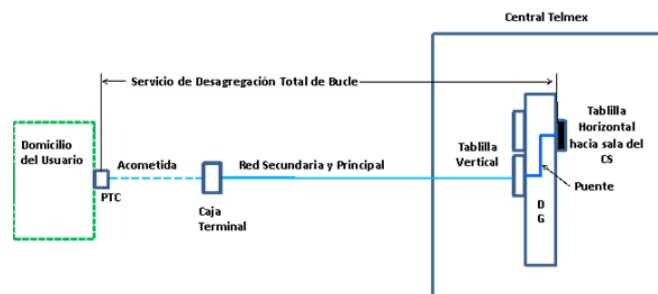 Central Telmex
Servicio de Desagregación Total de Bucle
Domicilio
del Usuario
Acometida
PTC
Caja
Terminal
Red Secundaria y Principal
Tablilla
Vertical
D
G
Tablilla
Horizontal
hacia sala del
CS
Puente